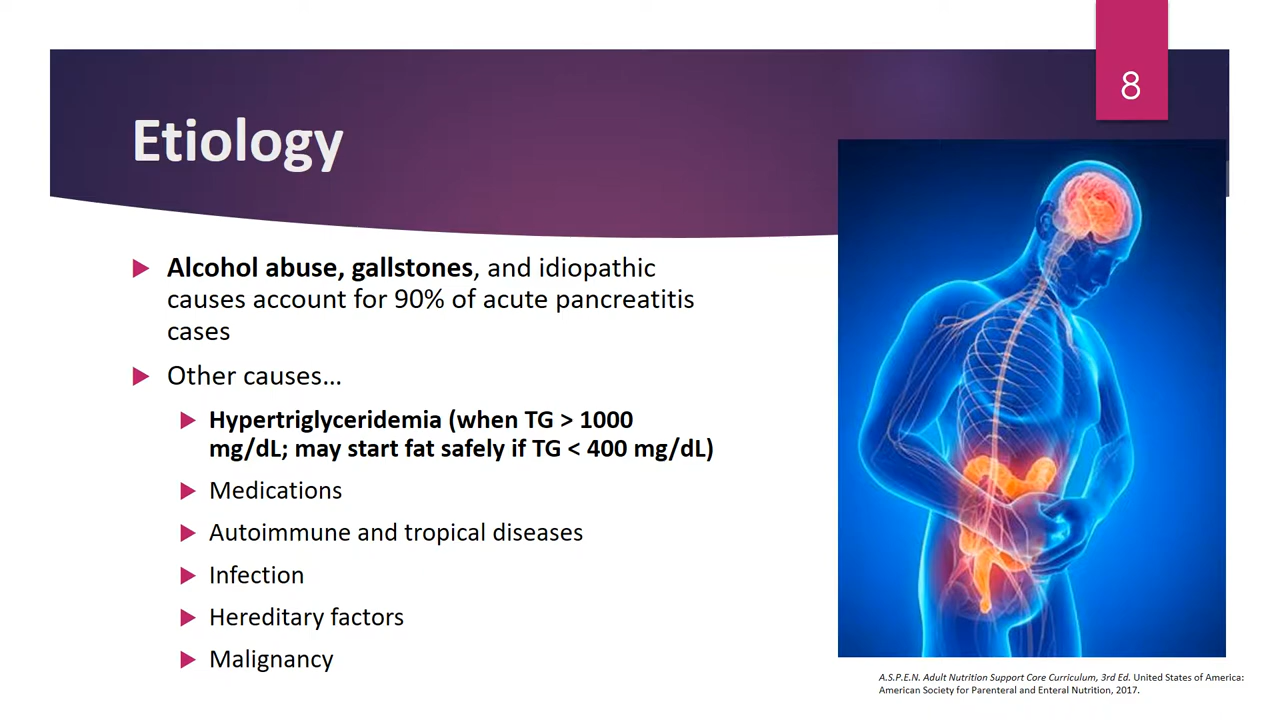 8
Etiology
Alcohol abuse, gallstones, and idiopathic
causes account for 90% of acute pancreatitis
cases
Other causes...
Hypertriglyceridemia (when TG > 1000
mg/dL; may start fat safely if TG < 400 mg/dL)
Medications
Autoimmune and tropical diseases
Infection
Hereditary factors
Malignancy
A.S.P.E.N. Adult Nutrition Support Core Curriculum, 3rd Ed. United States of America:
American Society for Parenteral and Enteral Nutrition, 2017.